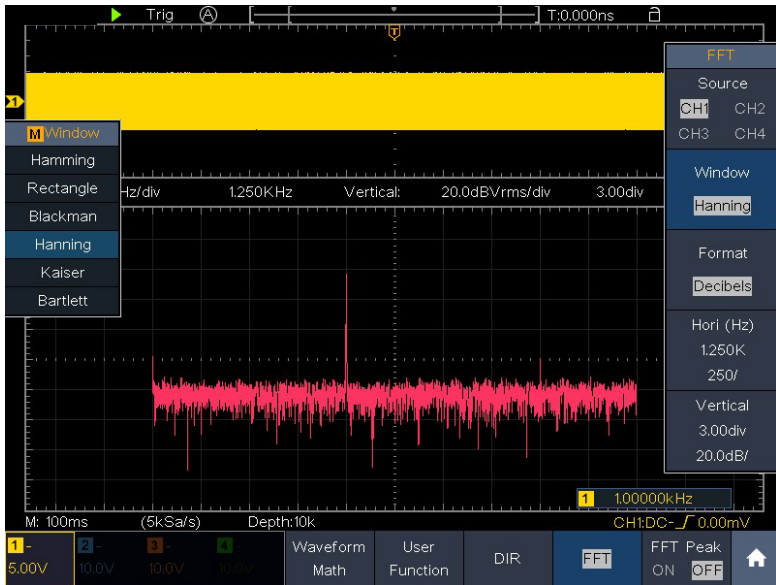 Trig A T:0.000ns
T
FFT
Source
CH1 CH2
CH3 CH4
1
M Window
Hamming
Rectangle
Blackman
Hanning
Kaiser
Bartlett
Hz/div 1.250KHz Vertical: 20.0dBVrms/div 3.00div
Window
Hanning
Format
Decibels
Hori (Hz)
1.250K
250/
Vertical
3.00div
20.0dB/
1 1.00000kHz
M: 100ms (5kSa/s) Depth:10k CH1:DC- 0.00mV
1 - 2 - 3 - 4 -
5.00V 10.0V 10.0V 10.0V
Waveform Math
User Function
DIR
FFT
FFT Peak
ON OFF